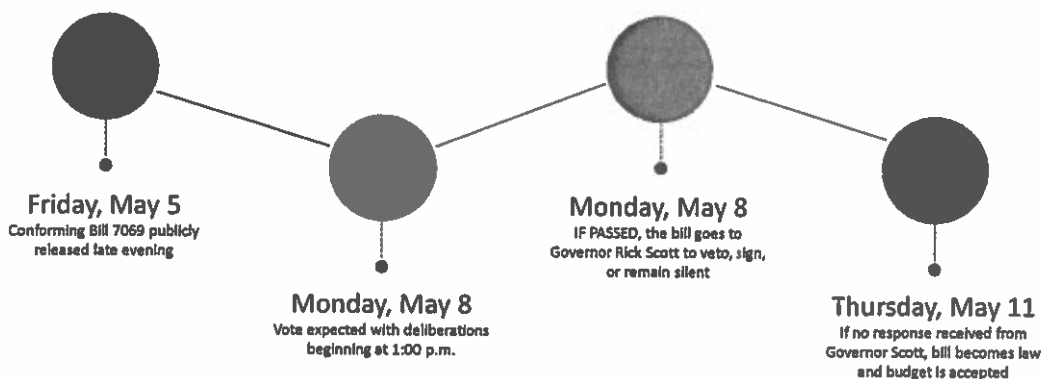 Friday, May 5
Conforming Bill 7069 publicly
released late evening
Monday, May 8
Vote expected with deliberations
beginning at 1:00 p.m.
Monday, May 8
IF PASSED, the bill goes to
Governor Rick Scott to veto, sign,
or remain silent
Thursday, May 11
If no response received from
Governor Scott, bill becomes law
and budget is accepted